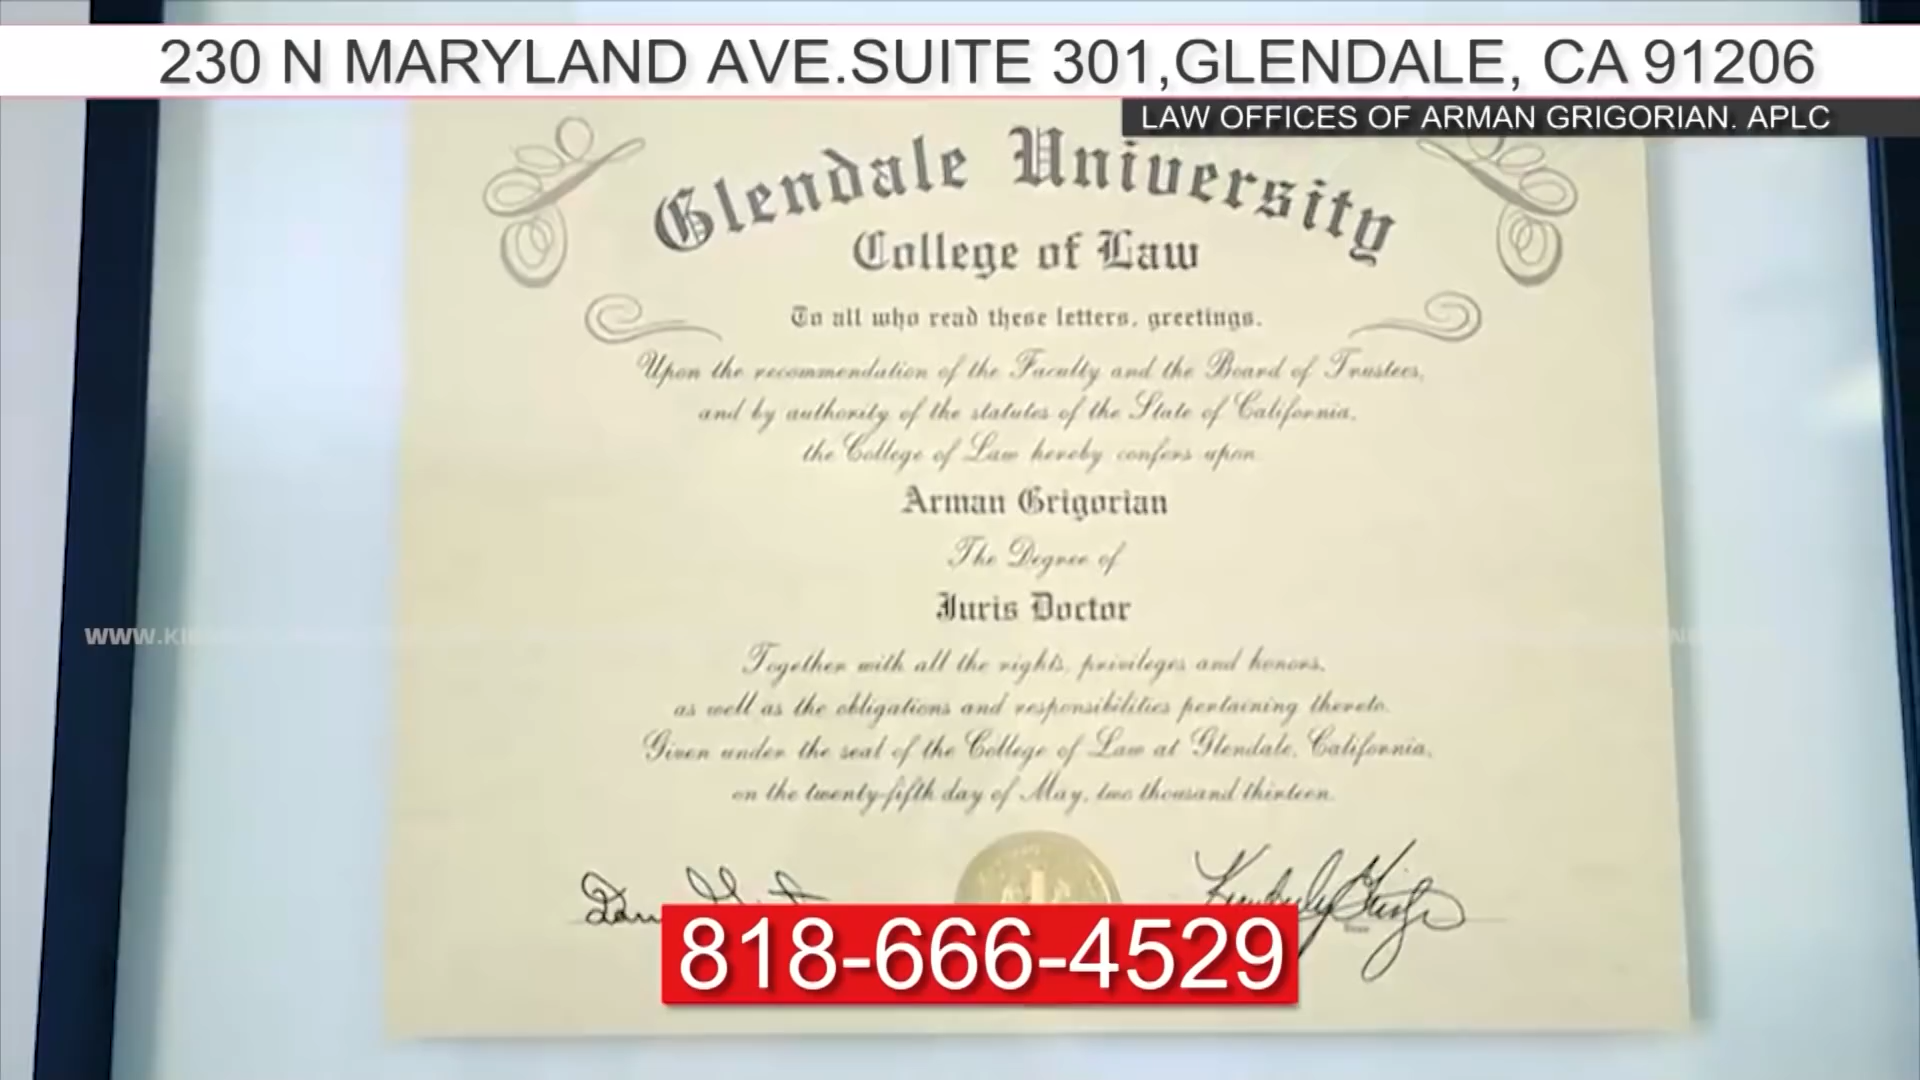 230 N MARYLAND AVE.SUITE 301,GLENDALE, CA 91206
LAW OFFICES OF ARMAN GRIGORIAN. APLC
Glendale University
College of Law
To all who read these letters, greetings.
Upon the recommendation of the Faculty and the Board of Trustees,
and by authority of the statutes of the State of California,
the College of Law hereby confers upon
Arman Grigorian
The Degree of
Juris Doctor
Together with all the rights, privileges and honors,
as well as the obligations and responsibilities pertaining thereto.
Given under the seal of the College of Law at Glendale, California,
on the twenty-fifth day of May, two thousand thirteen.
818-666-4529